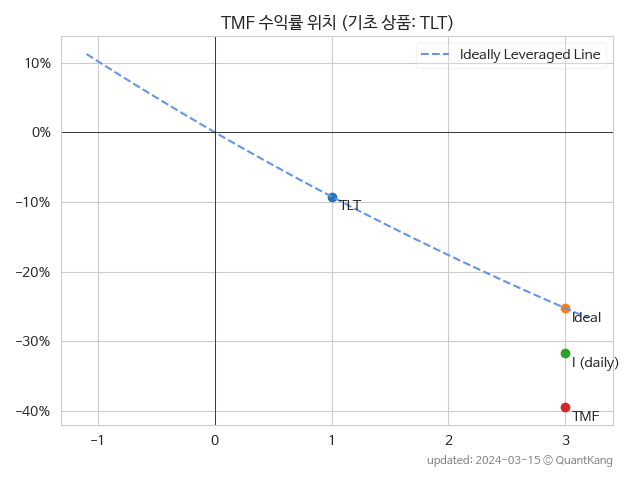 TMF 수익률 위치 (기초 상품: TLT)
Ideally Leveraged Line
10%
0%
−10%
−20%
−30%
−40%
TLT
Ideal
I (daily)
TMF
−1
0
1
2
3
updated: 2024−03−15 © QuantKang